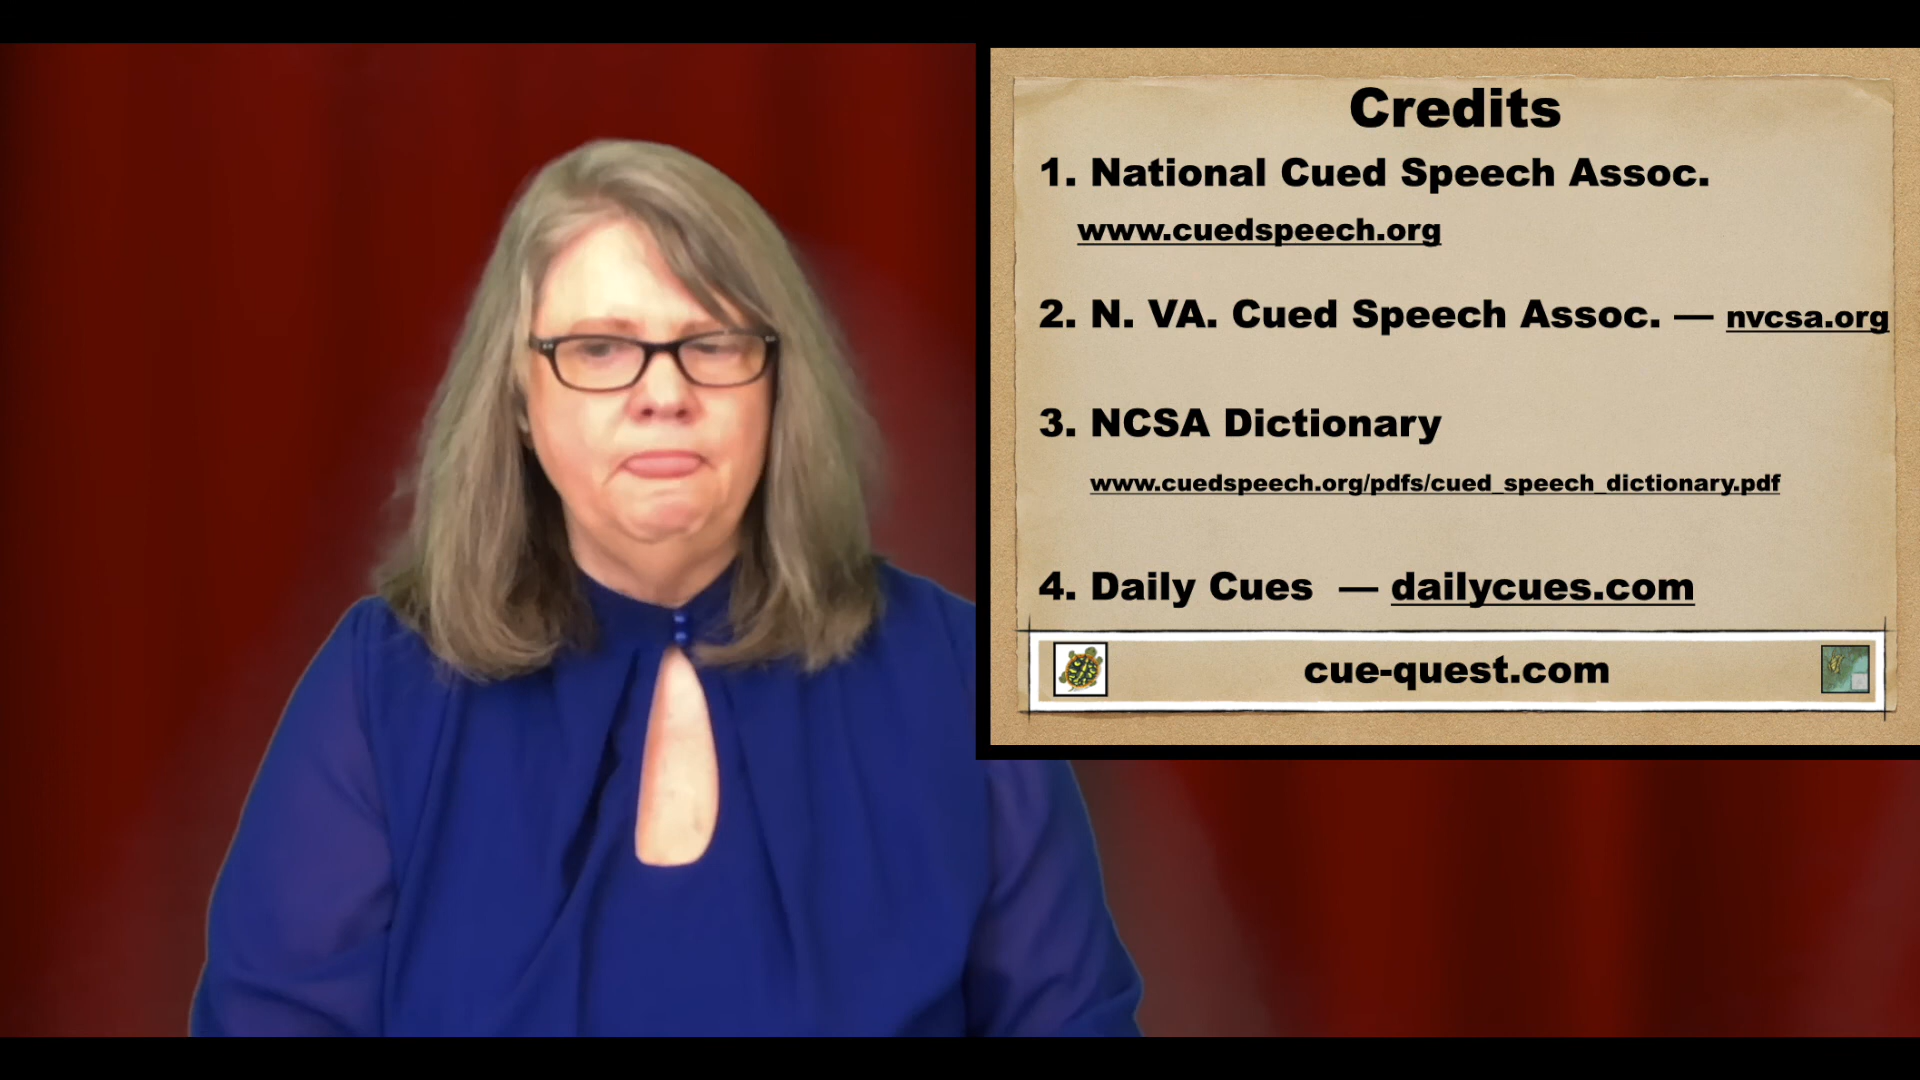 Credits
1. National Cued Speech Assoc.
www.cuedspeech.org
2. N. VA. Cued Speech Assoc. — nvcsa.org
3. NCSA Dictionary
www.cuedspeech.org/pdfs/cued_speech_dictionary.pdf
4. Daily Cues — dailycues.com
cue-quest.com